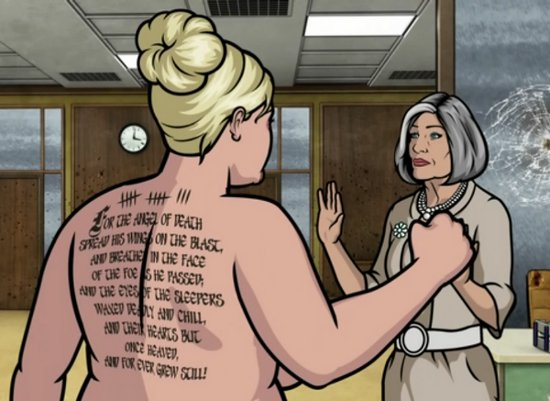 FOR THE ANGEL OF DEATH
SPREAD HIS WINGS ON THE BLAST,
AND BREATHED IN THE FACE
OF THE FOE AS HE PASSED;
AND THE EYES OF THE SLEEPERS
WAXED DEADLY AND CHILL,
AND THEIR HEARTS BUT
ONCE HEAVED,
AND FOR EVER GREW STILL!